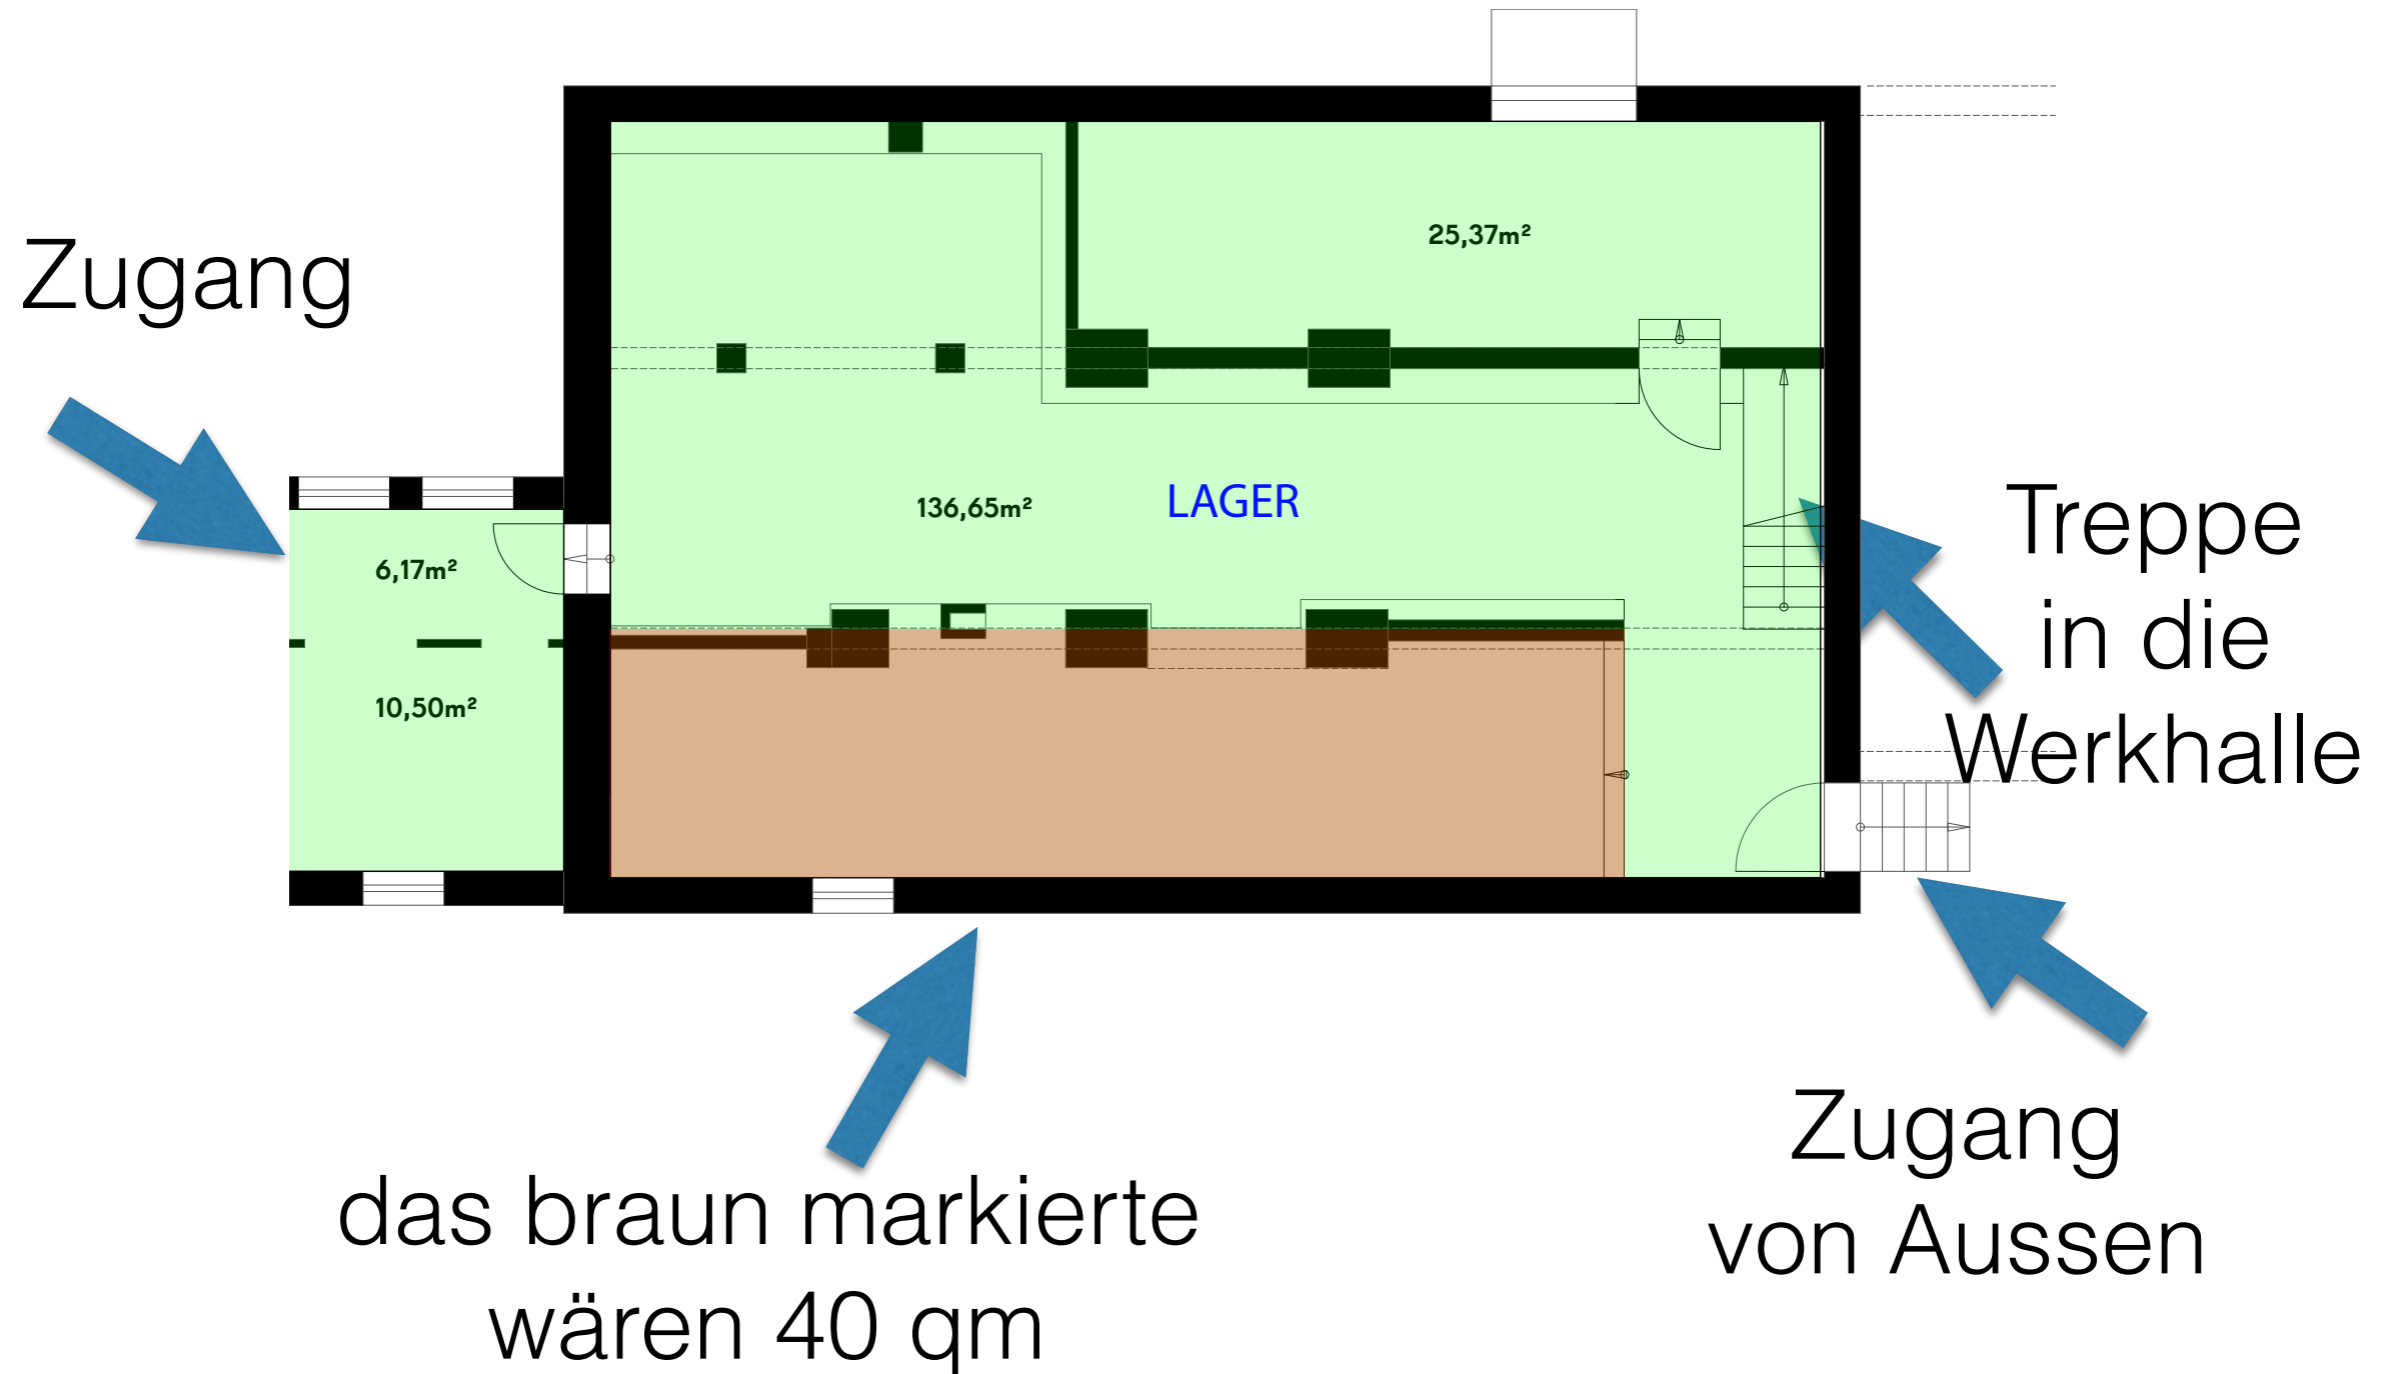 25,37m²
Zugang
136,65m²
LAGER
Treppe
in die
Werkhalle
6,17m²
10,50m²
Zugang
von Aussen
das braun markierte
wären 40 qm